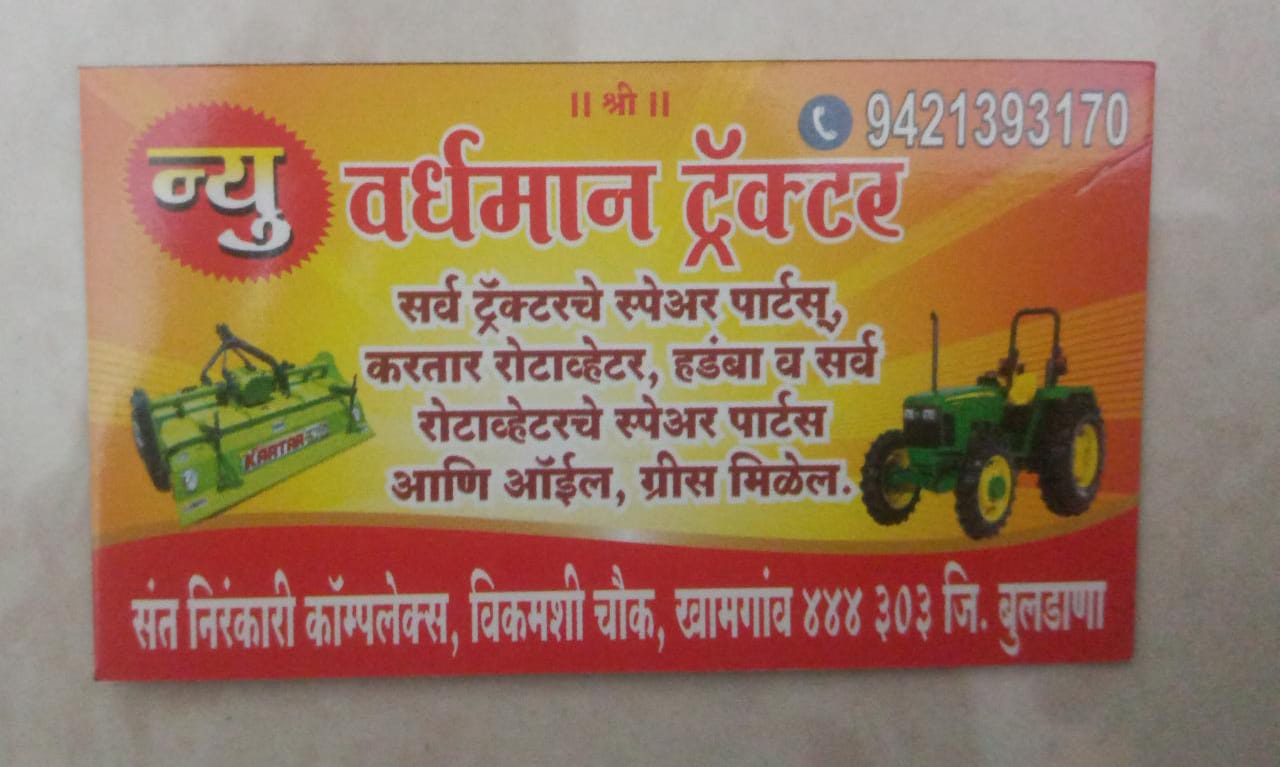 || श्री ||
9421393170
न्यु वर्धमान ट्रॅक्टर
सर्व ट्रॅक्टरचे स्पेअर पार्टस्,
करतार रोटाव्हेटर, हडंबा व सर्व
रोटाव्हेटरचे स्पेअर पार्टस
आणि ऑईल, ग्रीस मिळेल.
KARTAR
संत निरंकारी कॉम्पलेक्स, विकमशी चौक, खामगांव ४४४ ३०३ जि. बुलडाणा